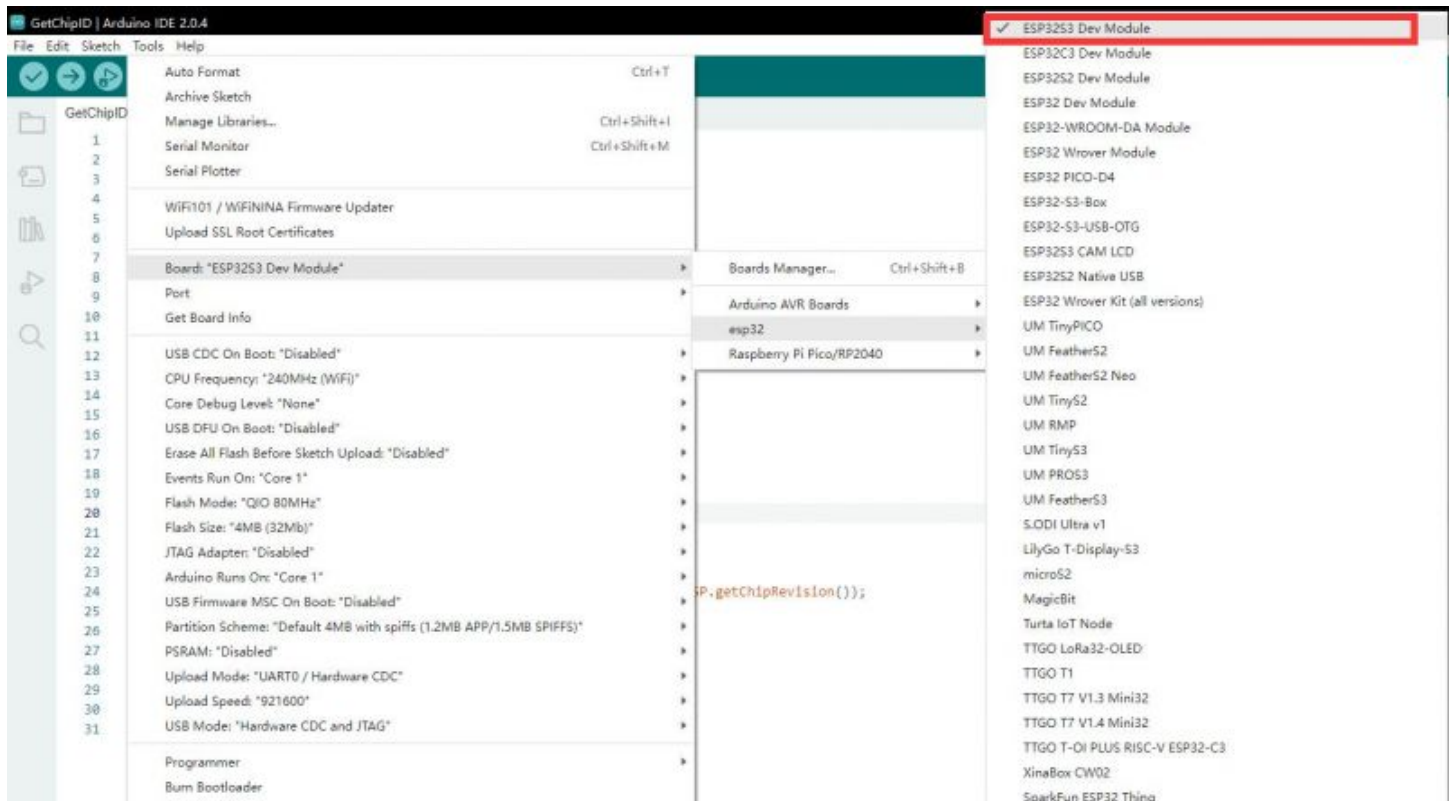 GetChipID | Arduino IDE 2.0.4
File Edit Sketch Tools Help
GetChipID
1
2
3
4
5
6
7
8
9
10
11
12
13
14
15
16
17
18
19
20
21
22
23
24
25
26
27
28
29
30
31
Auto Format Ctrl+T
Archive Sketch
Manage Libraries... Ctrl+Shift+I
Serial Monitor Ctrl+Shift+M
Serial Plotter
WiFi101 / WiFiNINA Firmware Updater
Upload SSL Root Certificates
Board: "ESP32S3 Dev Module"
Port
Get Board Info
USB CDC On Boot: "Disabled"
CPU Frequency: "240MHz (WiFi)"
Core Debug Level: "None"
USB DFU On Boot: "Disabled"
Erase All Flash Before Sketch Upload: "Disabled"
Events Run On: "Core 1"
Flash Mode: "QIO 80MHz"
Flash Size: "4MB (32Mb)"
JTAG Adapter: "Disabled"
Arduino Runs On: "Core 1"
USB Firmware MSC On Boot: "Disabled"
Partition Scheme: "Default 4MB with spiffs (1.2MB APP/1.5MB SPIFFS)"
PSRAM: "Disabled"
Upload Mode: "UART0 / Hardware CDC"
Upload Speed: "921600"
USB Mode: "Hardware CDC and JTAG"
Programmer
Burn Bootloader
Boards Manager... Ctrl+Shift+B
Arduino AVR Boards
esp32
Raspberry Pi Pico/RP2040
SP.getChipRevision());
ESP32S3 Dev Module
ESP32C3 Dev Module
ESP32S2 Dev Module
ESP32 Dev Module
ESP32-WROOM-DA Module
ESP32 Wrover Module
ESP32 PICO-D4
ESP32-S3-Box
ESP32-S3-USB-OTG
ESP32S3 CAM LCD
ESP32S2 Native USB
ESP32 Wrover Kit (all versions)
UM TinyPICO
UM FeatherS2
UM FeatherS2 Neo
UM TinyS2
UM RMP
UM TinyS3
UM PROS3
UM FeatherS3
S.ODI Ultra v1
LilyGo T-Display-S3
microS2
MagicBit
Turta IoT Node
TTGO LoRa32-OLED
TTGO T1
TTGO T7 V1.3 Mini32
TTGO T7 V1.4 Mini32
TTGO T-OI PLUS RISC-V ESP32-C3
XinaBox CW02
SparkFun ESP32 Thing